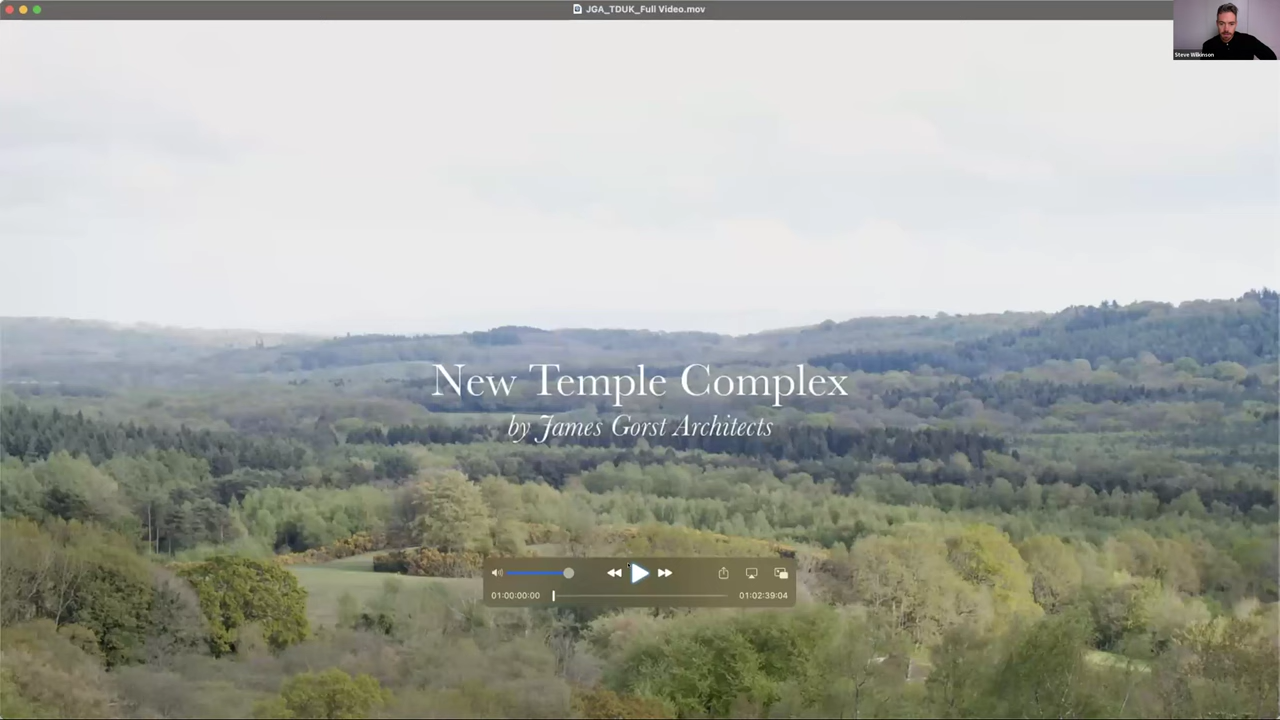 JGA_TDUK_Full Video.mov
Steve Wilkinson
New Temple Complex
by James Gorst Architects
01:00:00:00
01:02:39:04